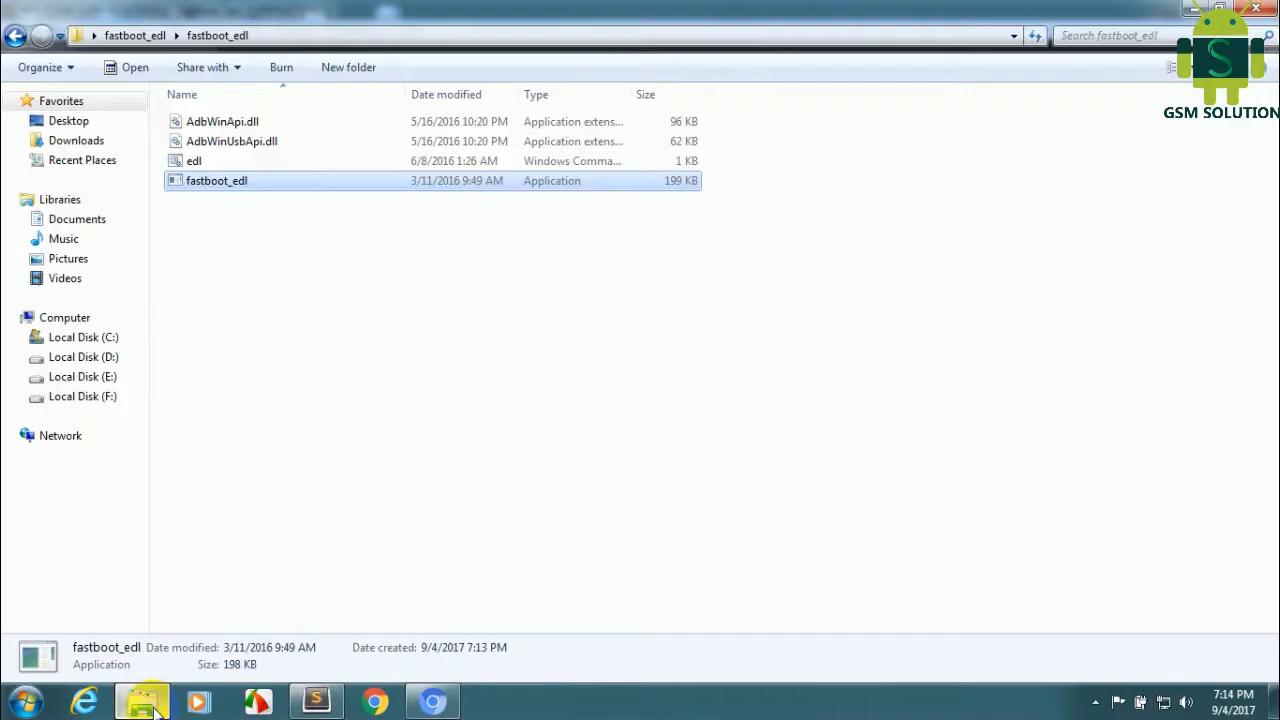 fastboot_edl fastboot_edl Search fastboot_edl
Organize Open Share with Burn New folder
S
GSM SOLUTION
Name Date modified Type Size
Favorites
Desktop
Downloads
Recent Places
Libraries
Documents
Music
Pictures
Videos
Computer
Local Disk (C:)
Local Disk (D:)
Local Disk (E:)
Local Disk (F:)
Network
AdbWinApi.dll 5/16/2016 10:20 PM Application extens... 96 KB
AdbWinUsbApi.dll 5/16/2016 10:20 PM Application extens... 62 KB
edl 6/8/2016 1:26 AM Windows Comma... 1 KB
fastboot_edl 3/11/2016 9:49 AM Application 199 KB
fastboot_edl Date modified: 3/11/2016 9:49 AM Date created: 9/4/2017 7:13 PM
Application Size: 198 KB
7:14 PM
9/4/2017